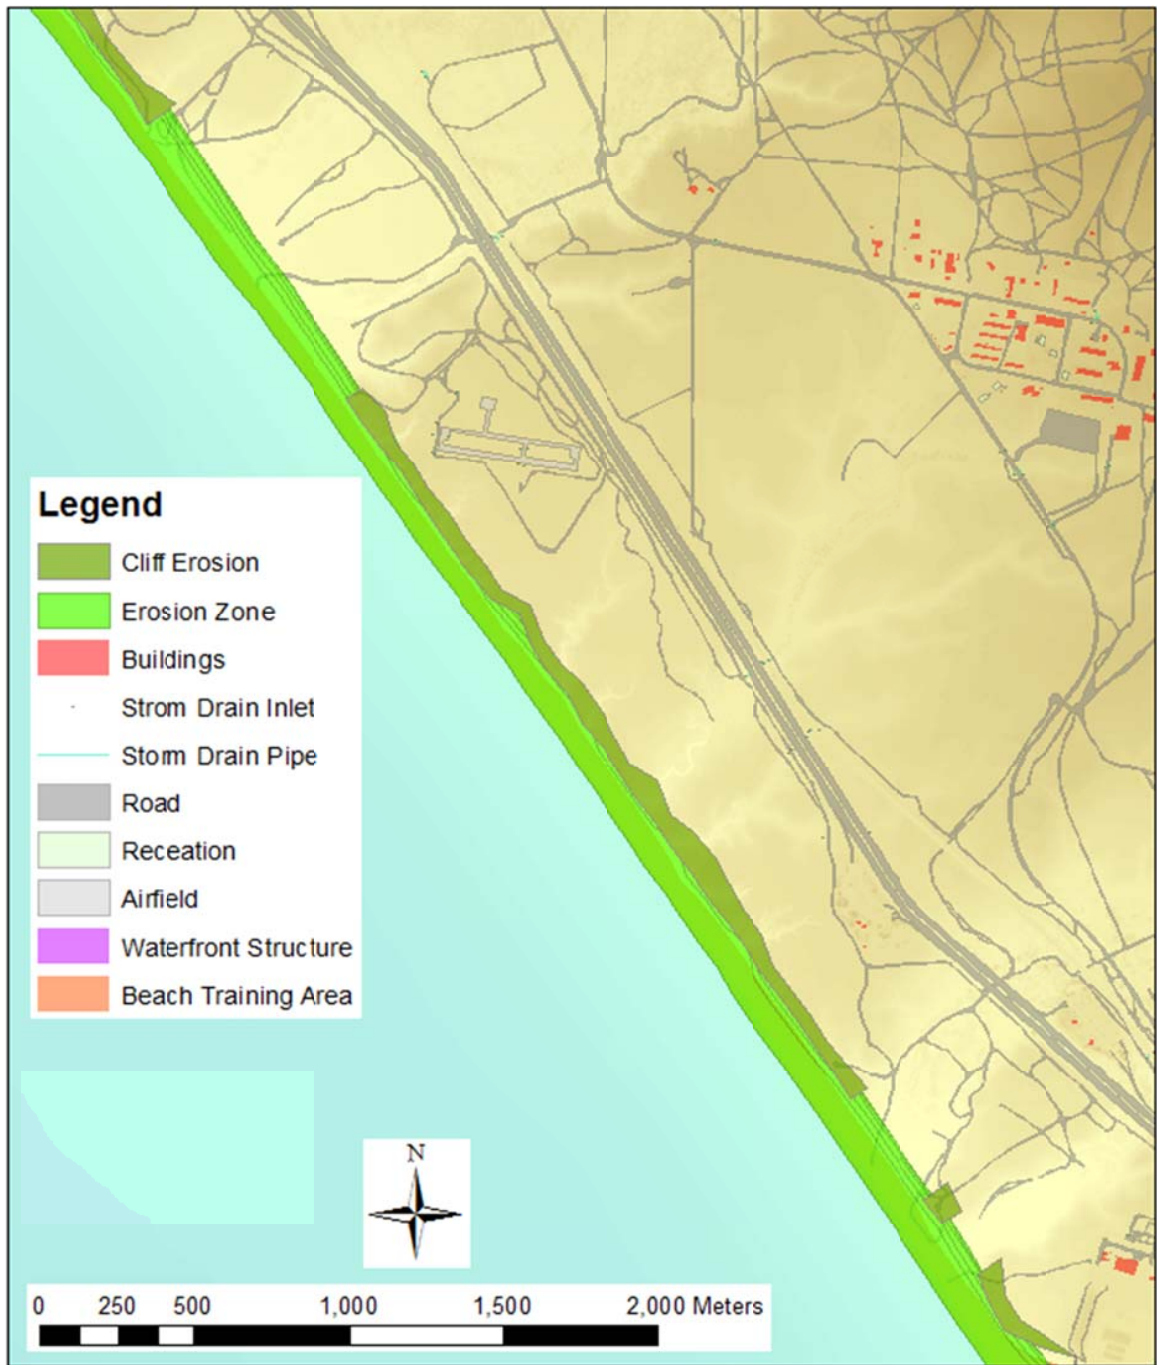 Legend
Cliff Erosion
Erosion Zone
Buildings
Strom Drain Inlet
Storm Drain Pipe
Road
Receation
Airfield
Waterfront Structure
Beach Training Area
N
0 250 500 1,000 1,500 2,000 Meters